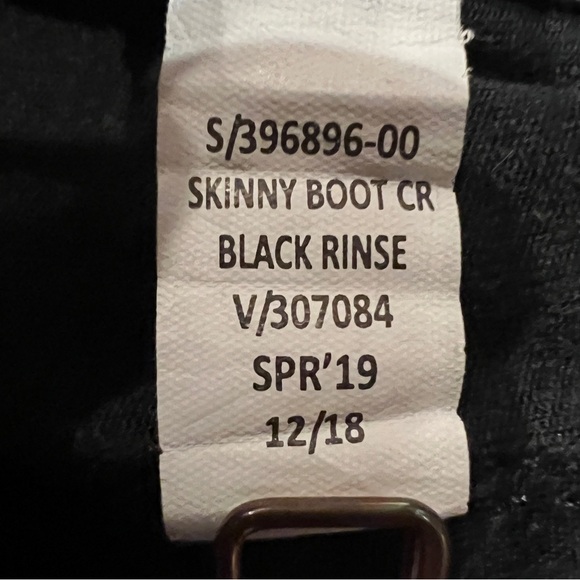 S/396896-00
SKINNY BOOT CR
BLACK RINSE
V/307084
SPR'19
12/18